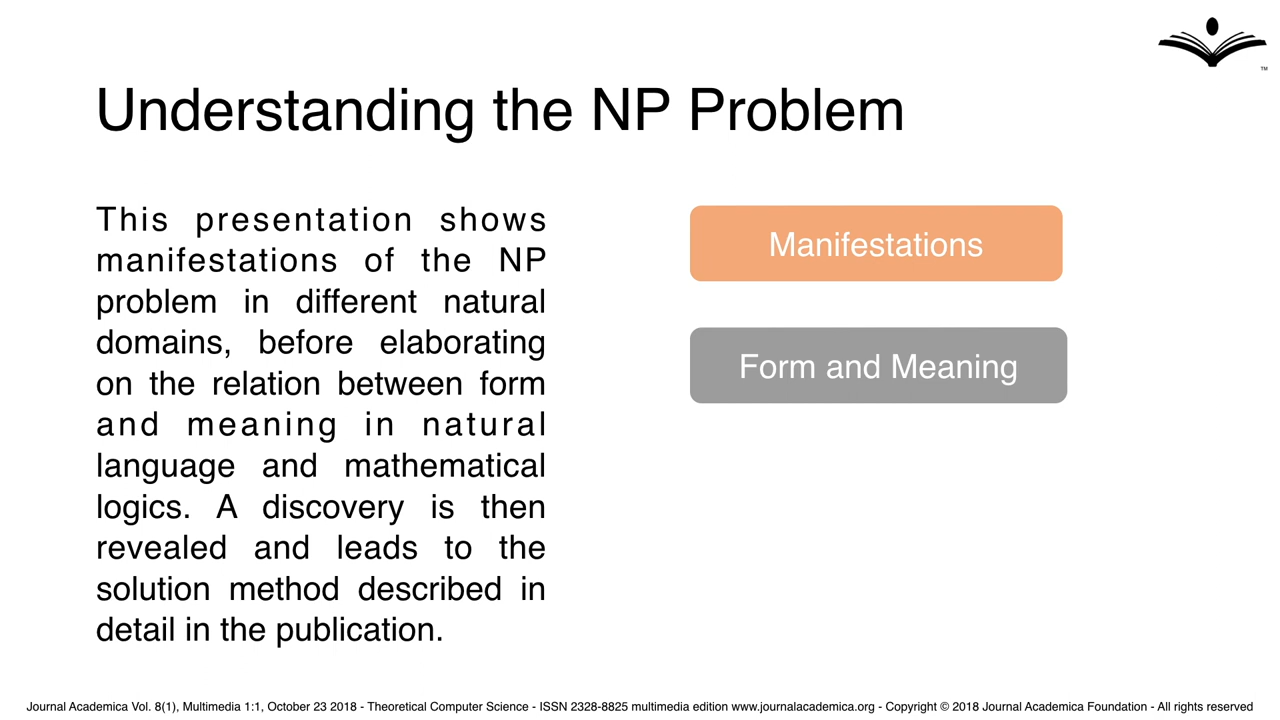 TM
Understanding the NP Problem
This presentation shows
manifestations of the NP
problem in different natural
domains, before elaborating
on the relation between form
and meaning in natural
language and mathematical
logics. A discovery is then
revealed and leads to the
solution method described in
detail in the publication.
Manifestations
Form and Meaning
Journal Academica Vol. 8(1), Multimedia 1:1, October 23 2018 - Theoretical Computer Science - ISSN 2328-8825 multimedia edition www.journalacademica.org - Copyright © 2018 Journal Academica Foundation - All rights reserved